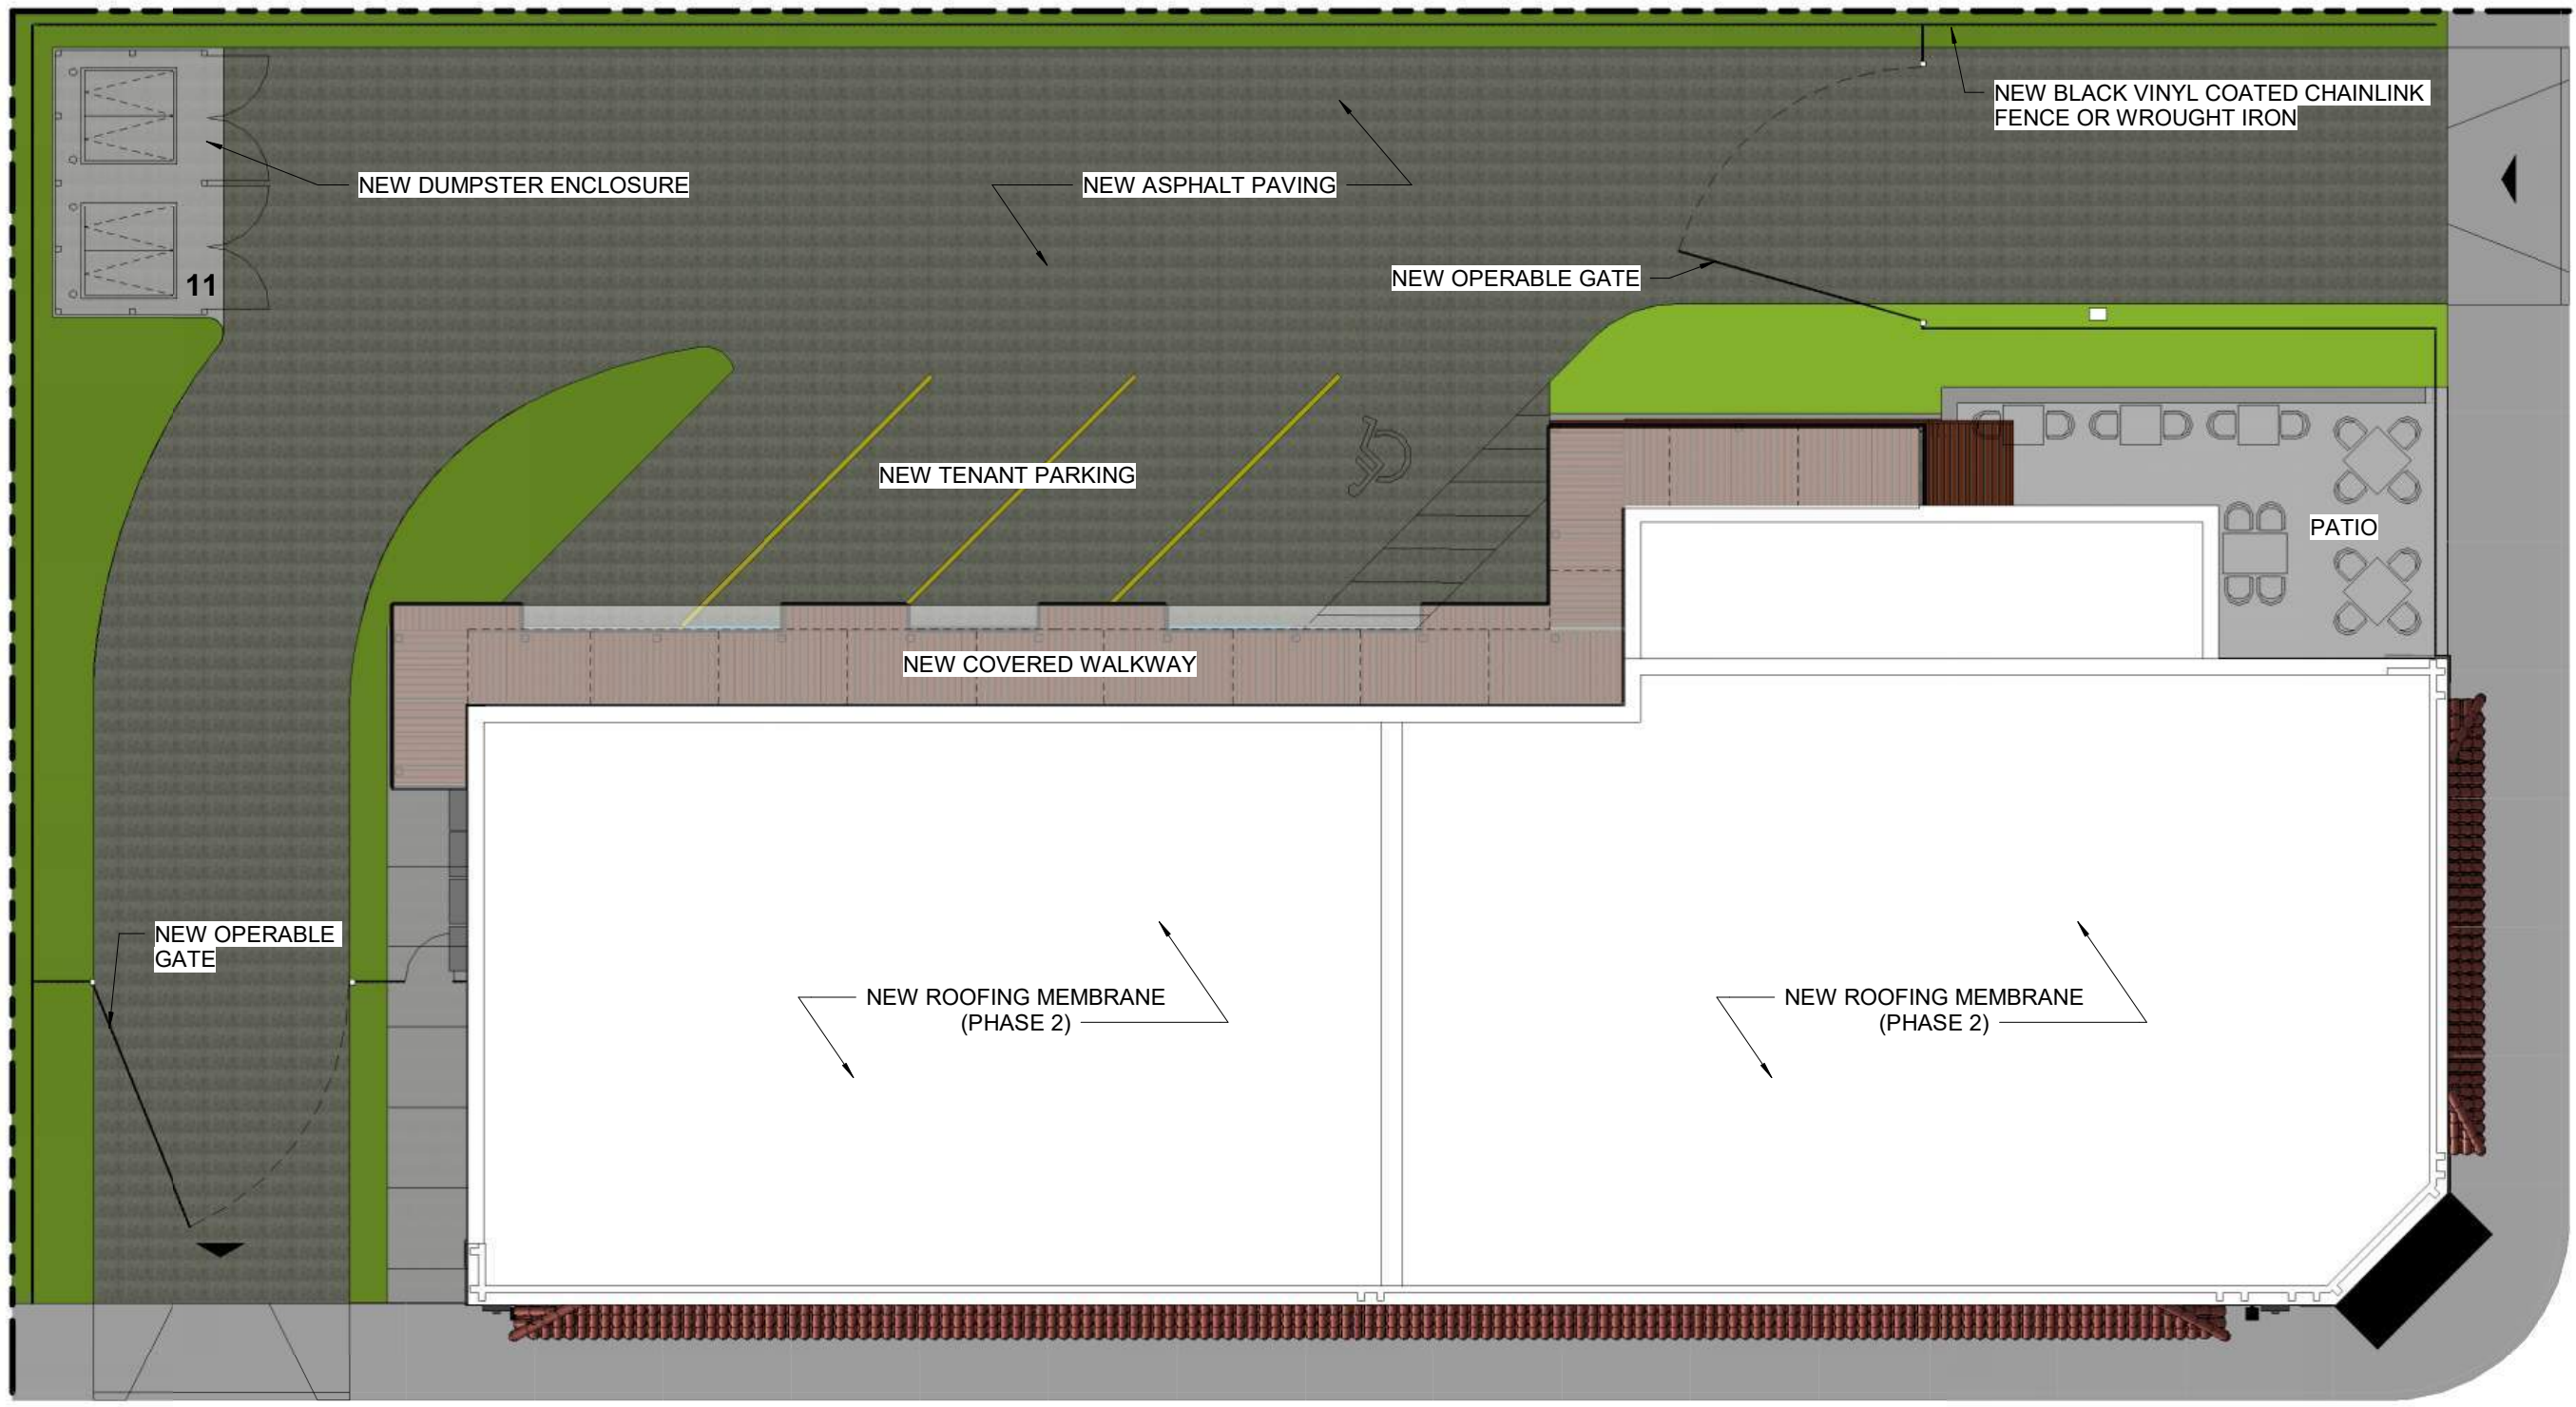 NEW BLACK VINYL COATED CHAINLINK
FENCE OR WROUGHT IRON
NEW DUMPSTER ENCLOSURE
NEW ASPHALT PAVING
NEW OPERABLE GATE
11
NEW TENANT PARKING
PATIO
NEW COVERED WALKWAY
NEW OPERABLE
GATE
NEW ROOFING MEMBRANE
(PHASE 2)
NEW ROOFING MEMBRANE
(PHASE 2)